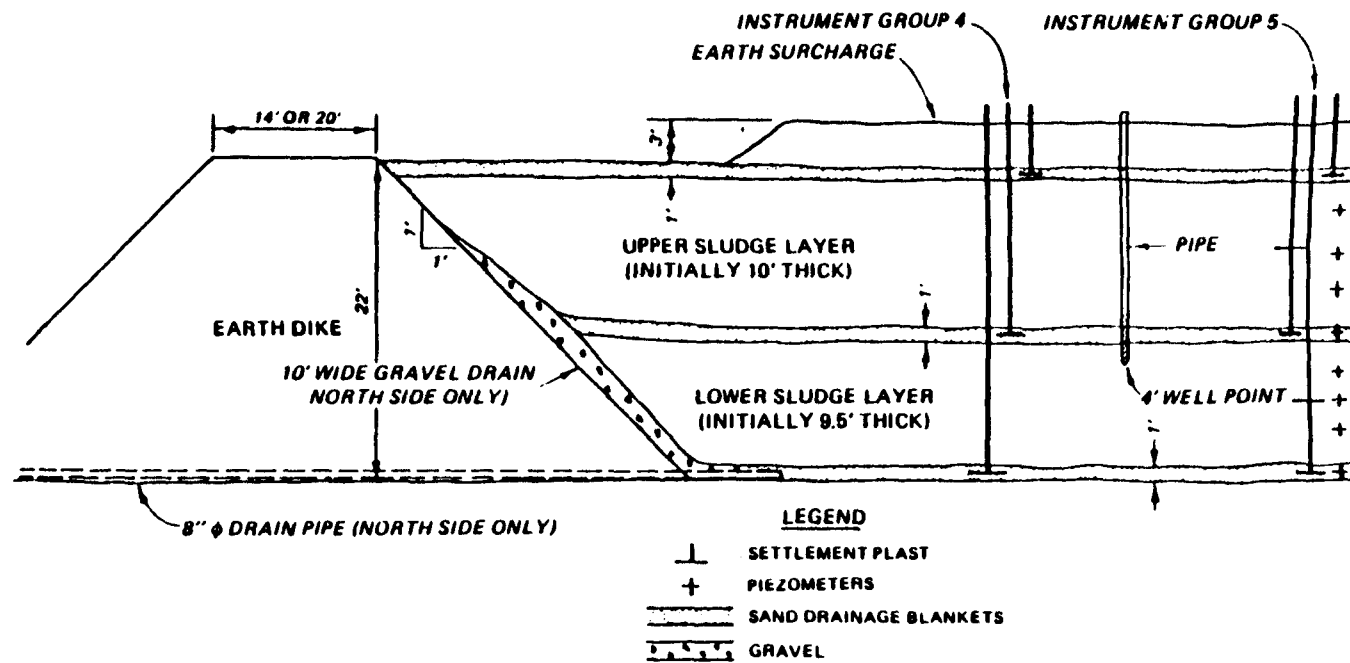 INSTRUMENT GROUP 4
INSTRUMENT GROUP 5
EARTH SURCHARGE
14' OR 20'
3'
1'
1'
1'
UPPER SLUDGE LAYER
(INITIALLY 10' THICK)
PIPE
22'
1'
EARTH DIKE
10' WIDE GRAVEL DRAIN
NORTH SIDE ONLY)
LOWER SLUDGE LAYER
(INITIALLY 9.5' THICK)
4' WELL POINT
1'
8" φ DRAIN PIPE (NORTH SIDE ONLY)
LEGEND
SETTLEMENT PLAST
PIEZOMETERS
SAND DRAINAGE BLANKETS
GRAVEL